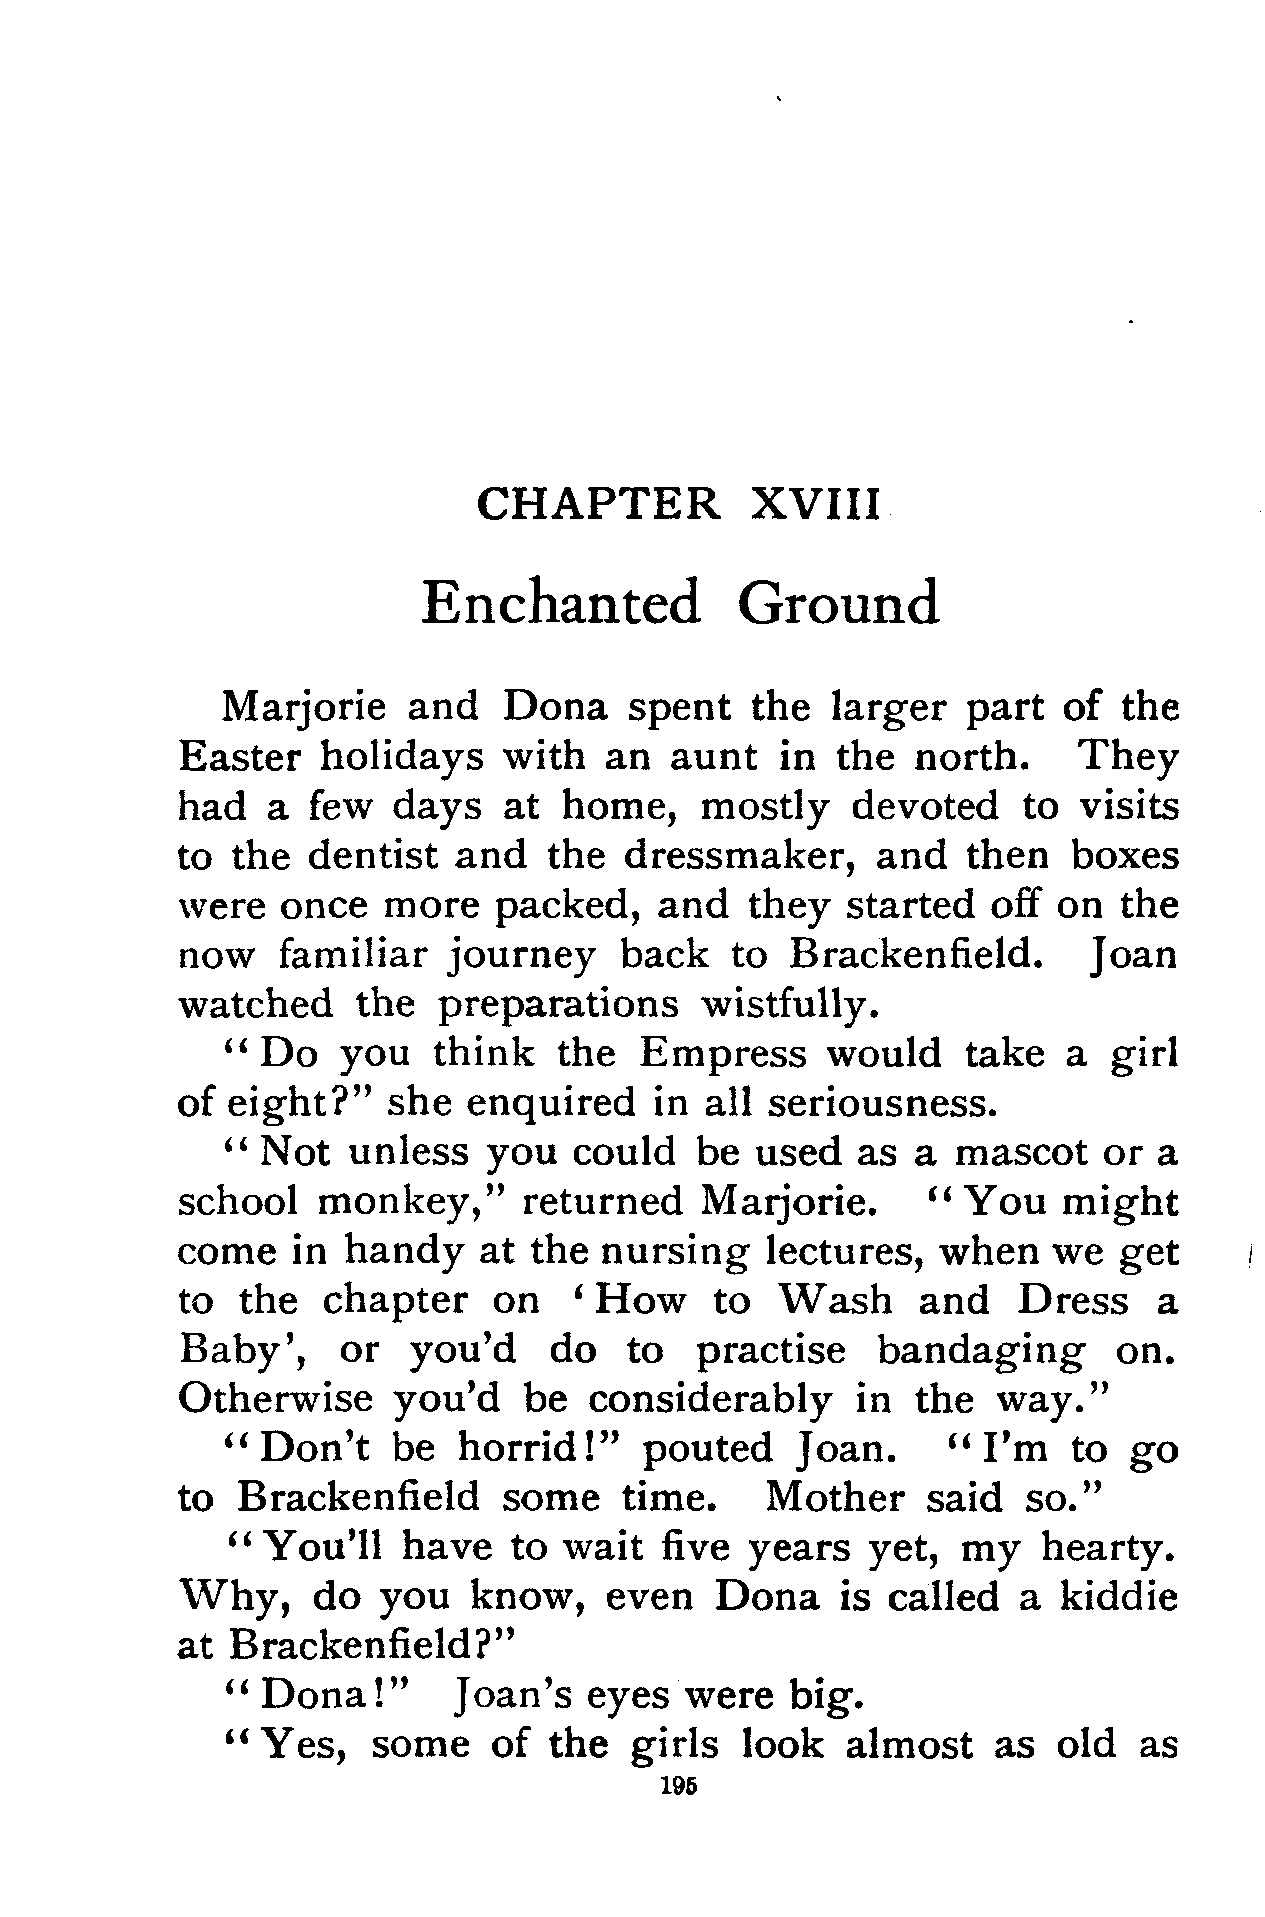 CHAPTER XVIII
Enchanted Ground
Marjorie and Dona spent the larger part of the
Easter holidays with an aunt in the north. They
had a few days at home, mostly devoted to visits
to the dentist and the dressmaker, and then boxes
were once more packed, and they started off on the
now familiar journey back to Brackenfield. Joan
watched the preparations wistfully.
“Do you think the Empress would take a girl
of eight?” she enquired in all seriousness.
“Not unless you could be used as a mascot or a
school monkey,” returned Marjorie. “You might
come in handy at the nursing lectures, when we get
to the chapter on ‘How to Wash and Dress a
Baby’, or you’d do to practise bandaging on.
Otherwise you’d be considerably in the way.”
“Don’t be horrid!” pouted Joan. “I’m to go
to Brackenfield some time. Mother said so.”
“You’ll have to wait five years yet, my hearty.
Why, do you know, even Dona is called a kiddie
at Brackenfield?”
“Dona!” Joan’s eyes were big.
“Yes, some of the girls look almost as old as
195